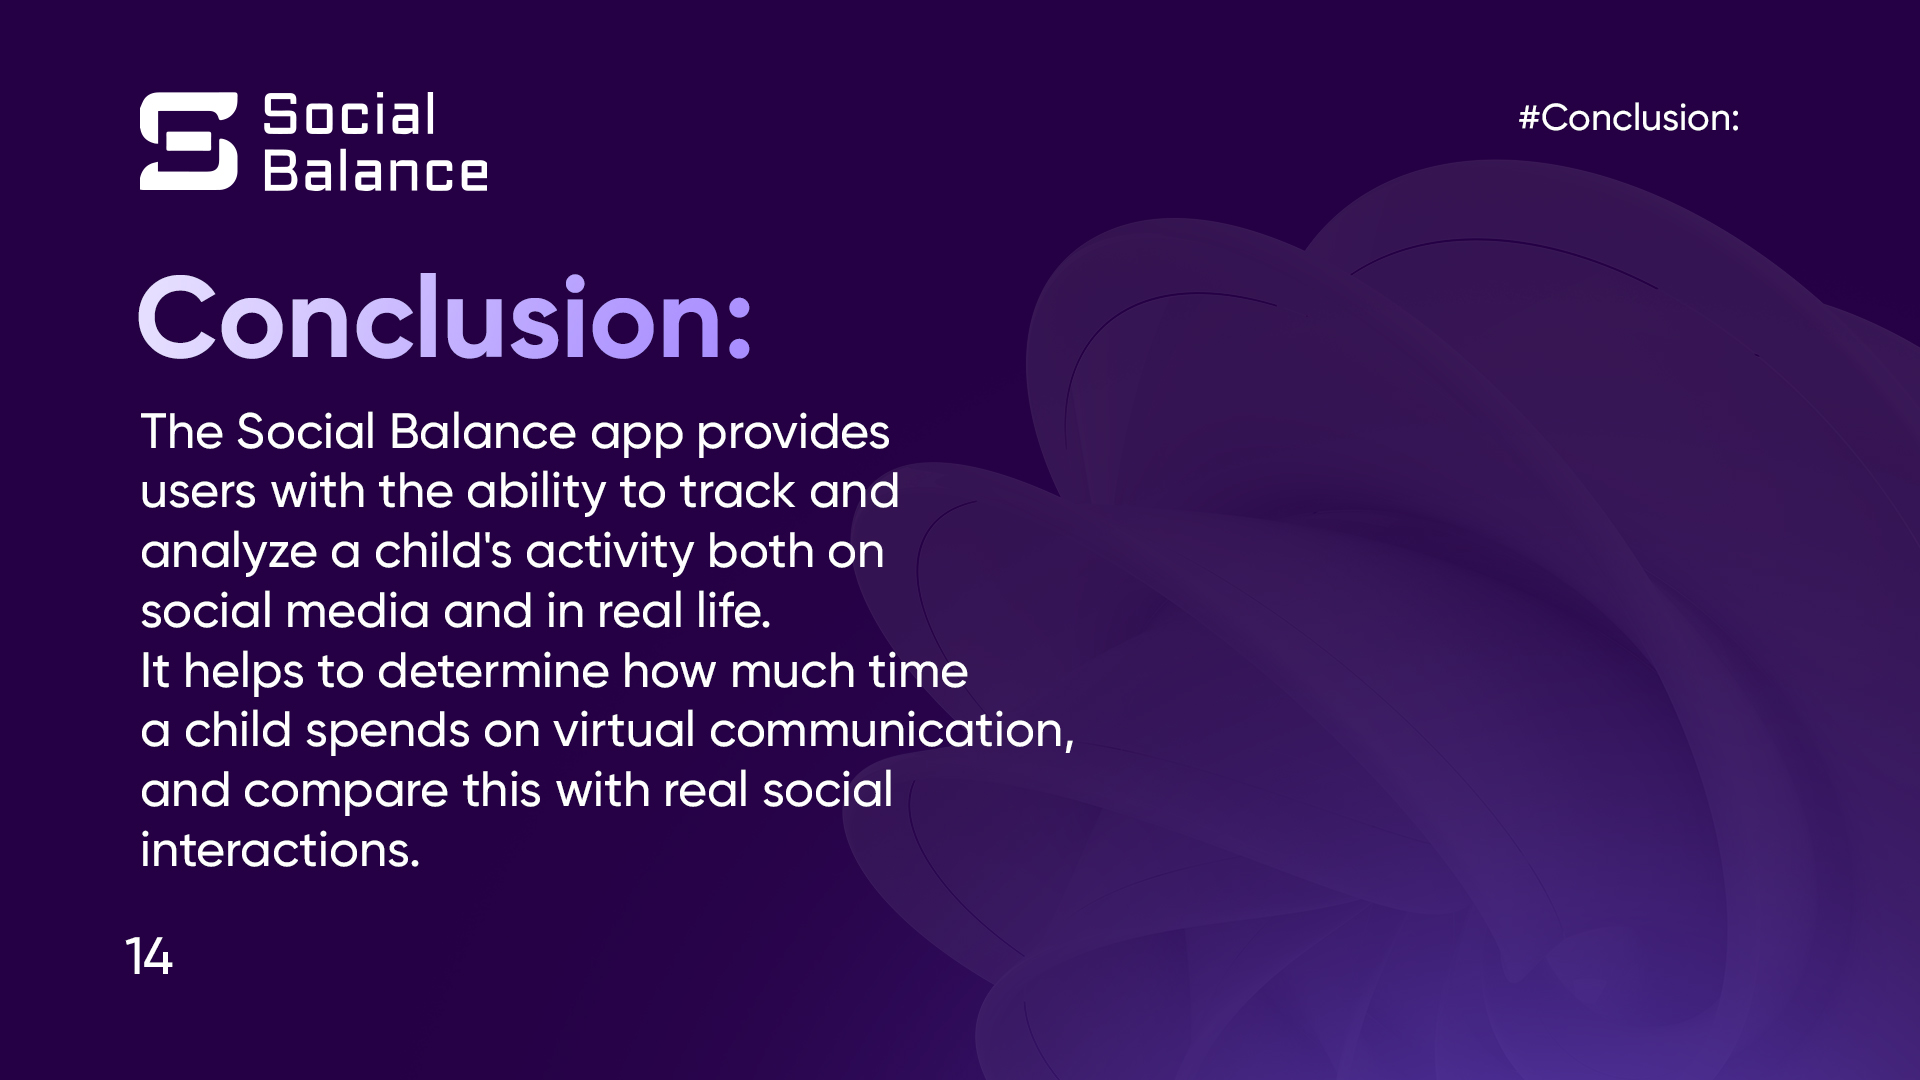 Social
Balance
#Conclusion:
Conclusion:
The Social Balance app provides
users with the ability to track and
analyze a child's activity both on
social media and in real life.
It helps to determine how much time
a child spends on virtual communication,
and compare this with real social
interactions.
14